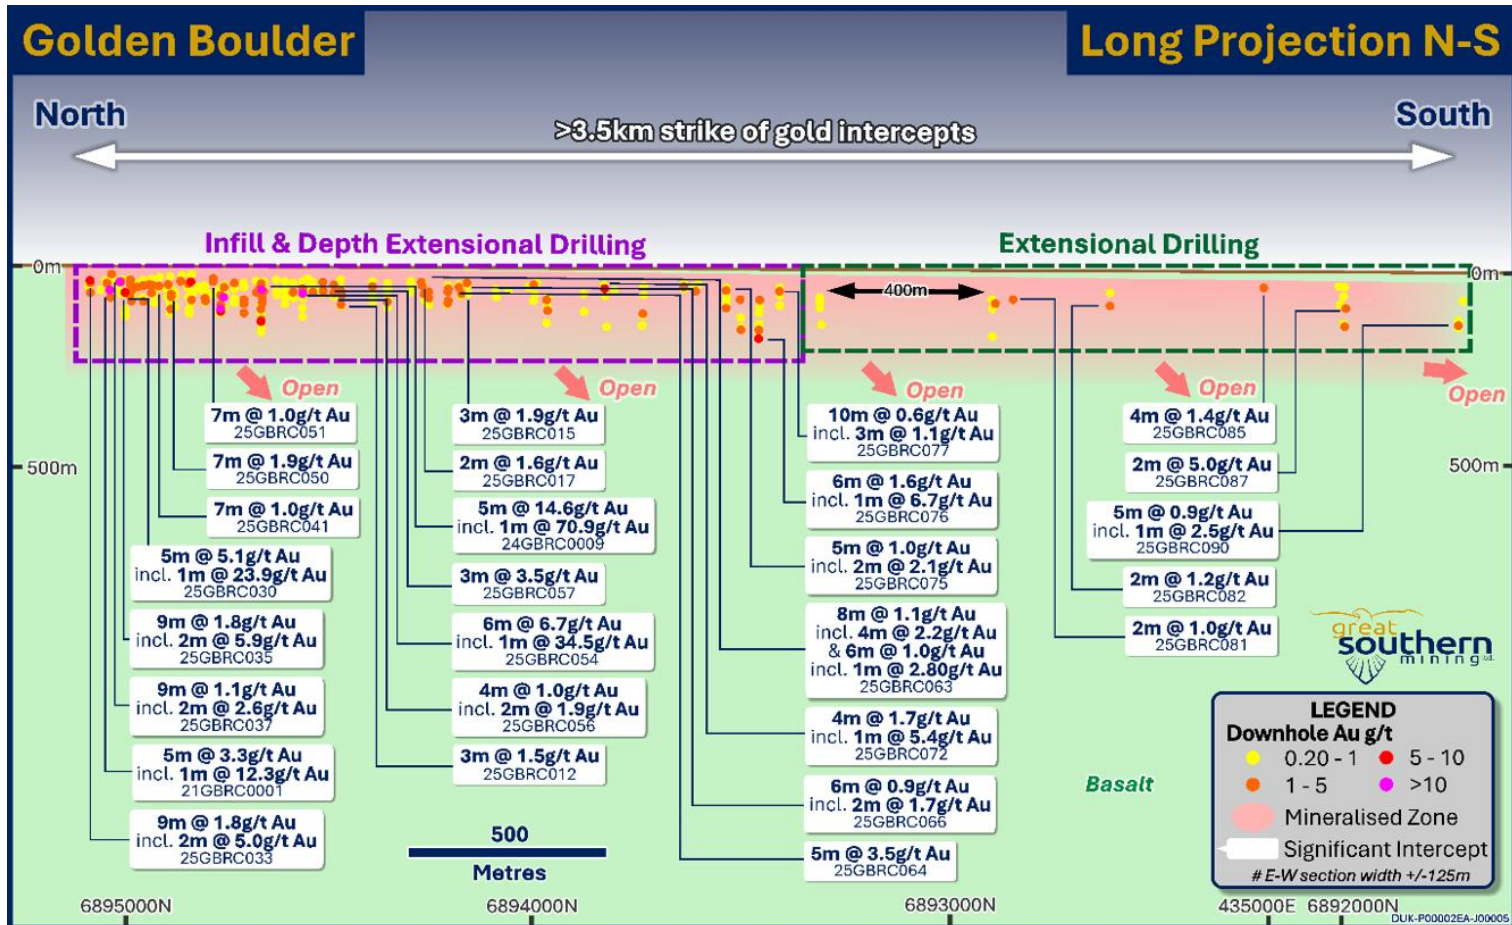 Golden Boulder
Long Projection N-S
North
South
>3.5km strike of gold intercepts
Infill & Depth Extensional Drilling
Extensional Drilling
0m
0m
400m
Open
Open
Open
Open
Open
500m
500m
7m @ 1.0g/t Au
25GBRC051
7m @ 1.9g/t Au
25GBRC050
7m @ 1.0g/t Au
25GBRC041
5m @ 5.1g/t Au
incl. 1m @ 23.9g/t Au
25GBRC030
9m @ 1.8g/t Au
incl. 2m @ 5.9g/t Au
25GBRC035
9m @ 1.1g/t Au
incl. 2m @ 2.6g/t Au
25GBRC037
5m @ 3.3g/t Au
incl. 1m @ 12.3g/t Au
21GBRC0001
9m @ 1.8g/t Au
incl. 2m @ 5.0g/t Au
25GBRC033
3m @ 1.9g/t Au
25GBRC015
2m @ 1.6g/t Au
25GBRC017
5m @ 14.6g/t Au
incl. 1m @ 70.9g/t Au
24GBRC0009
3m @ 3.5g/t Au
25GBRC057
6m @ 6.7g/t Au
incl. 1m @ 34.5g/t Au
25GBRC054
4m @ 1.0g/t Au
incl. 2m @ 1.9g/t Au
25GBRC056
3m @ 1.5g/t Au
25GBRC012
10m @ 0.6g/t Au
incl. 3m @ 1.1g/t Au
25GBRC077
6m @ 1.6g/t Au
incl. 1m @ 6.7g/t Au
25GBRC076
5m @ 1.0g/t Au
incl. 2m @ 2.1g/t Au
25GBRC075
8m @ 1.1g/t Au
incl. 4m @ 2.2g/t Au
& 6m @ 1.0g/t Au
incl. 1m @ 2.80g/t Au
25GBRC063
4m @ 1.7g/t Au
incl. 1m @ 5.4g/t Au
25GBRC072
6m @ 0.9g/t Au
incl. 2m @ 1.7g/t Au
25GBRC066
5m @ 3.5g/t Au
25GBRC064
4m @ 1.4g/t Au
25GBRC085
2m @ 5.0g/t Au
25GBRC087
5m @ 0.9g/t Au
incl. 1m @ 2.5g/t Au
25GBRC090
2m @ 1.2g/t Au
25GBRC082
2m @ 1.0g/t Au
25GBRC081
great
southern
mining ltd.
Basalt
500
Metres
LEGEND
Downhole Au g/t
0.20 - 1
5 - 10
1 - 5
>10
Mineralised Zone
Significant Intercept
# E-W section width +/-125m
6895000N
6894000N
6893000N
435000E
6892000N
DUK-P00002EA-J00005